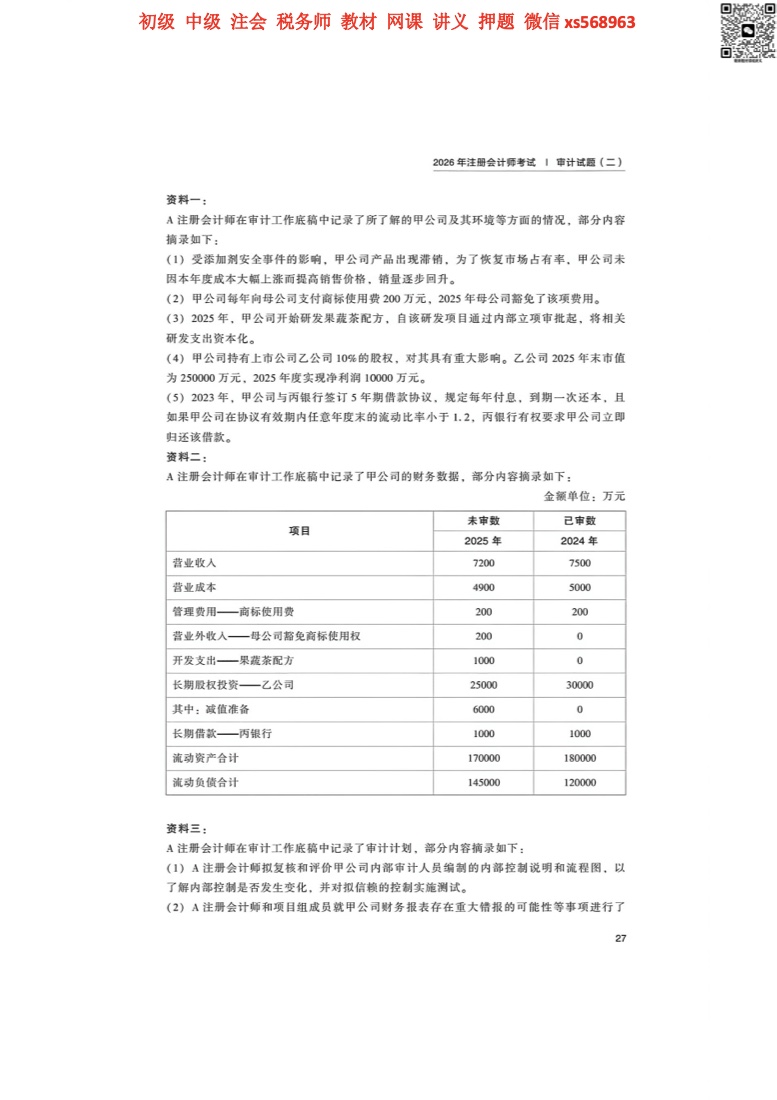 初级 中级 注会 税务师 教材 网课 讲义 押题 微信 xs568963
2026 年注册会计师考试 | 审计试题（二）
资料一：
A 注册会计师在审计工作底稿中记录了所了解的甲公司及其环境等方面的情况，部分内容
摘录如下：
（1）受添加剂安全事件的影响，甲公司产品出现滞销，为了恢复市场占有率，甲公司未
因本年度成本大幅上涨而提高销售价格，销量逐步回升。
（2）甲公司每年向母公司支付商标使用费 200 万元，2025 年母公司豁免了该项费用。
（3）2025 年，甲公司开始研发果蔬茶配方，自该研发项目通过内部立项审批起，将相关
研发支出资本化。
（4）甲公司持有上市公司乙公司 10%的股权，对其具有重大影响。乙公司 2025 年末市值
为 250000 万元，2025 年度实现净利润 10000 万元。
（5）2023 年，甲公司与丙银行签订 5 年期借款协议，规定每年付息，到期一次还本，且
如果甲公司在协议有效期内任意年度末的流动比率小于 1.2，丙银行有权要求甲公司立即
归还该借款。
资料二：
A 注册会计师在审计工作底稿中记录了甲公司的财务数据，部分内容摘录如下：
金额单位：万元
项目 未审数 已审数
2025 年 2024 年
营业收入 7200 7500
营业成本 4900 5000
管理费用——商标使用费 200 200
营业外收入——母公司豁免商标使用权 200 0
开发支出——果蔬茶配方 1000 0
长期股权投资——乙公司 25000 30000
其中：减值准备 6000 0
长期借款——丙银行 1000 1000
流动资产合计 170000 180000
流动负债合计 145000 120000
资料三：
A 注册会计师在审计工作底稿中记录了审计计划，部分内容摘录如下：
（1）A 注册会计师拟复核和评价甲公司内部审计人员编制的内部控制说明和流程图，以
了解内部控制是否发生变化，并对拟信赖的控制实施测试。
（2）A 注册会计师和项目组成员就甲公司财务报表存在重大错报的可能性等事项进行了
27